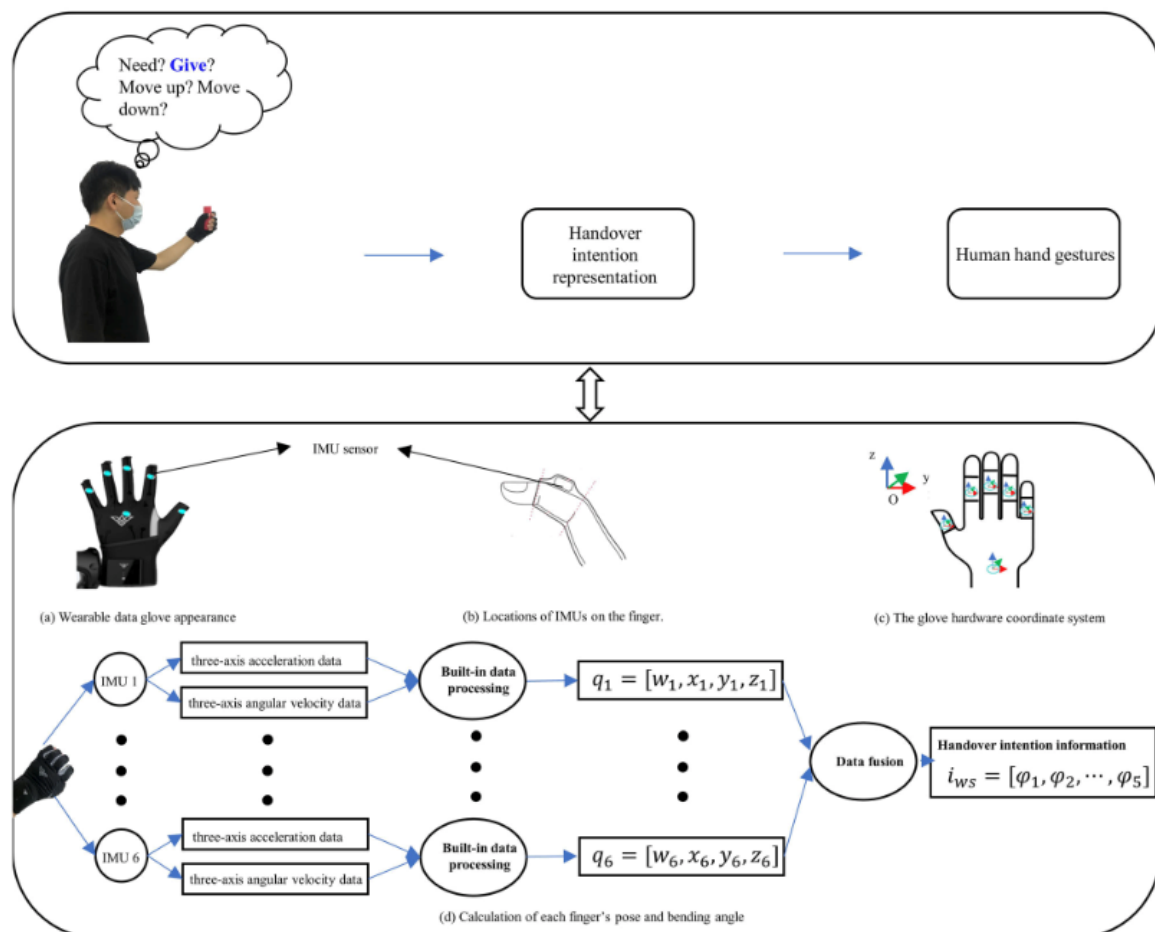 Need? Give?
Move up? Move
down?
Handover
intention
representation
Human hand gestures
IMU sensor
z
y
O
(a) Wearable data glove appearance
(b) Locations of IMUs on the finger.
(c) The glove hardware coordinate system
IMU 1
three-axis acceleration data
three-axis angular velocity data
Built-in data
processing
q₁ = [w₁, x₁, y₁, z₁]
Data fusion
Handover intention information
i_{ws} = [φ₁, φ₂, ⋯, φ₅]
IMU 6
three-axis acceleration data
three-axis angular velocity data
Built-in data
processing
q₆ = [w₆, x₆, y₆, z₆]
(d) Calculation of each finger's pose and bending angle